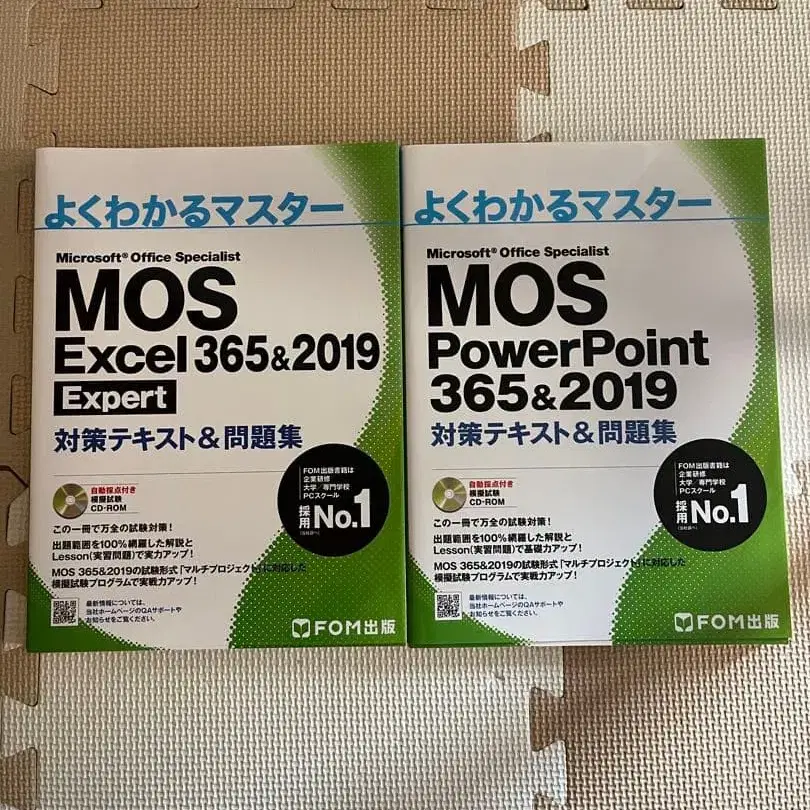 よくわかるマスター
Microsoft® Office Specialist
MOS
Excel 365&2019
Expert
対策テキスト&問題集
自動採点付き
模擬試験
CD-ROM
FOM出版書籍は
企業研修
大学/専門学校
PCスクール
採用 No.1
この一冊で万全の試験対策!
出題範囲を100%網羅した解説と
Lesson(実習問題)で実力アップ!
MOS 365&2019の試験形式「マルチプロジェクト」に対応した
模擬試験プログラムで実戦力アップ!
最新情報については、
当社ホームページのQAサポートや
お知らせをご覧ください。
FOM出版
よくわかるマスター
Microsoft® Office Specialist
MOS
PowerPoint
365&2019
対策テキスト&問題集
自動採点付き
模擬試験
CD-ROM
FOM出版書籍は
企業研修
大学/専門学校
PCスクール
採用 No.1
この一冊で万全の試験対策!
出題範囲を100%網羅した解説と
Lesson(実習問題)で基礎力アップ!
MOS 365&2019の試験形式「マルチプロジェクト」に対応した
模擬試験プログラムで実戦力アップ!
最新情報については、
当社ホームページのQAサポートや
お知らせをご覧ください。
FOM出版